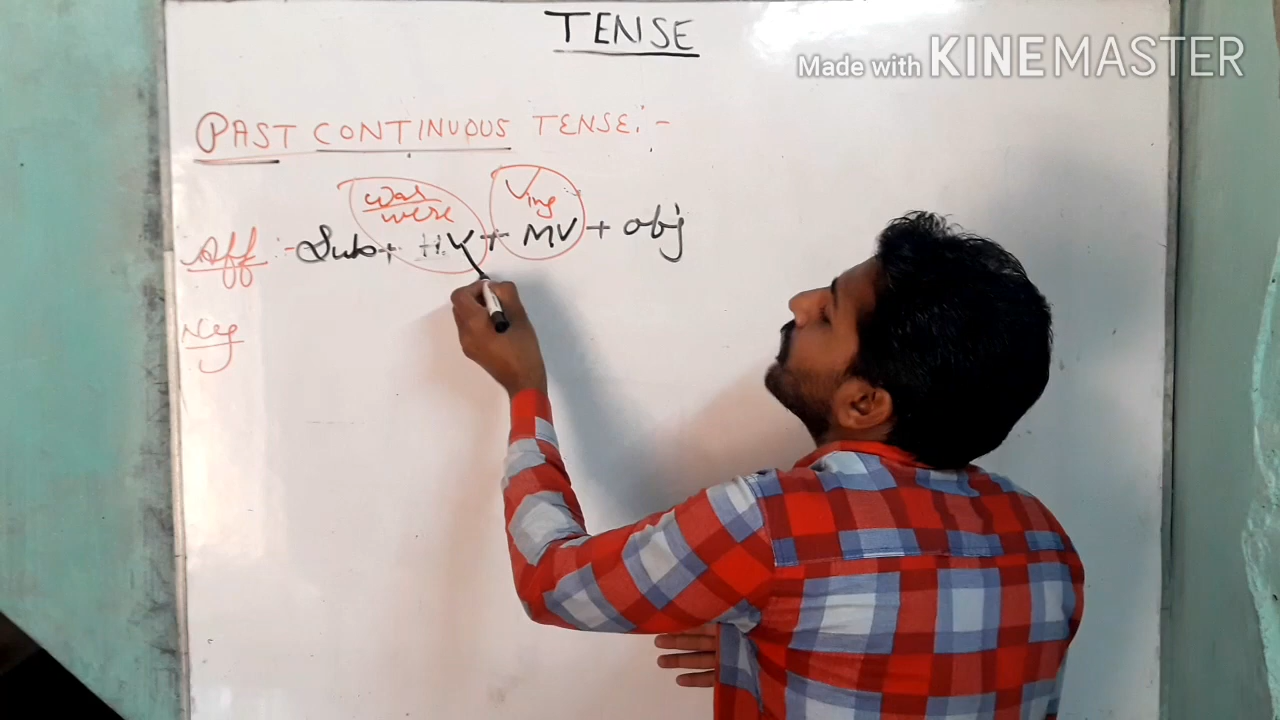 TENSE
Made with KINEMASTER
PAST CONTINUOUS TENSE:-
was
were
Ving
Aff :- Sub + HV + MV + obj
Neg